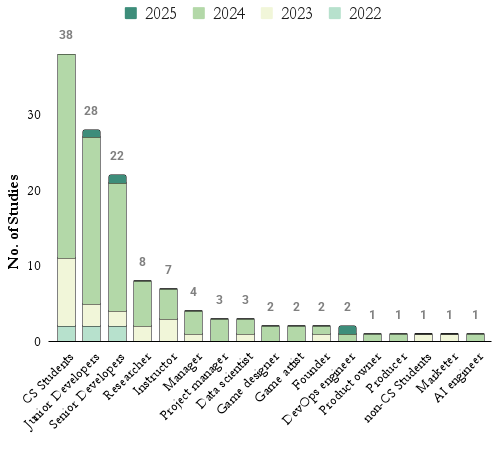 2025 2024 2023 2022
No. of Studies
30
20
10
0
38
28
22
8
7
4
3
3
2
2
2
2
1
1
1
1
1
CS Students
Junior Developers
Senior Developers
Researcher
Instructor
Manager
Project manager
Data scientist
Game designer
Game artist
Founder
DevOps engineer
Product owner
Producer
non-CS Students
Marketer
AI engineer